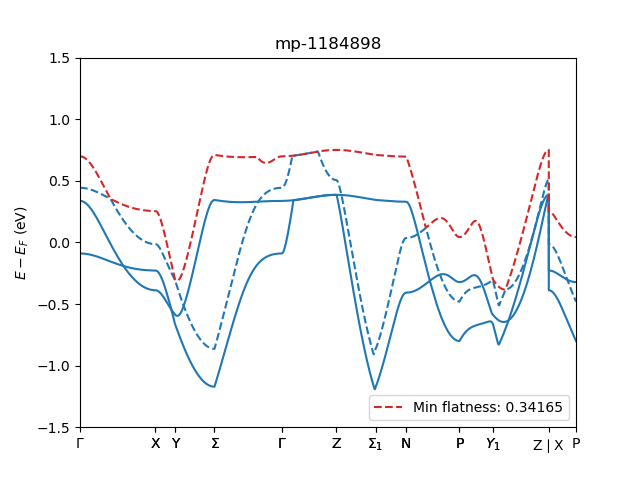 mp-1184898
E − E_F (eV)
1.5
1.0
0.5
0.0
−0.5
−1.0
−1.5
Min flatness: 0.34165
Γ X Y Σ Γ Z Σ₁ N P Y₁ Z | X P